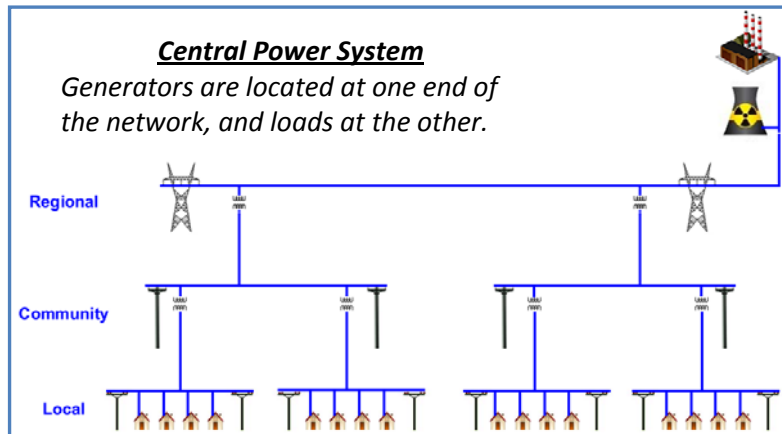 Central Power System
Generators are located at one end of
the network, and loads at the other.
Regional
Community
Local